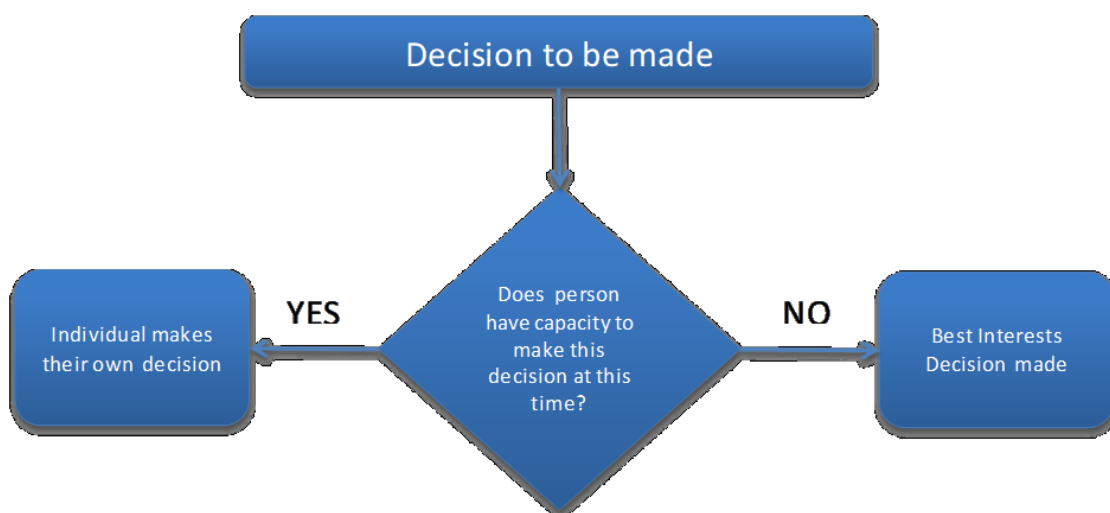 Decision to be made
YES
Does person
have capacity to
make this
decision at this
time?
NO
Individual makes
their own decision
Best Interests
Decision made